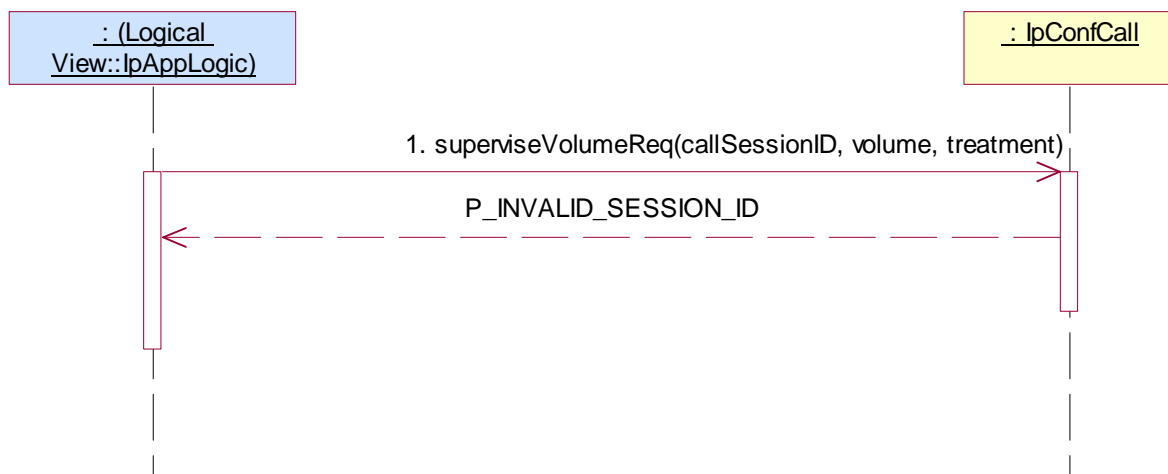 : (Logical
View::IpAppLogic)
: IpConfCall
1. superviseVolumeReq(callSessionID, volume, treatment)
P_INVALID_SESSION_ID